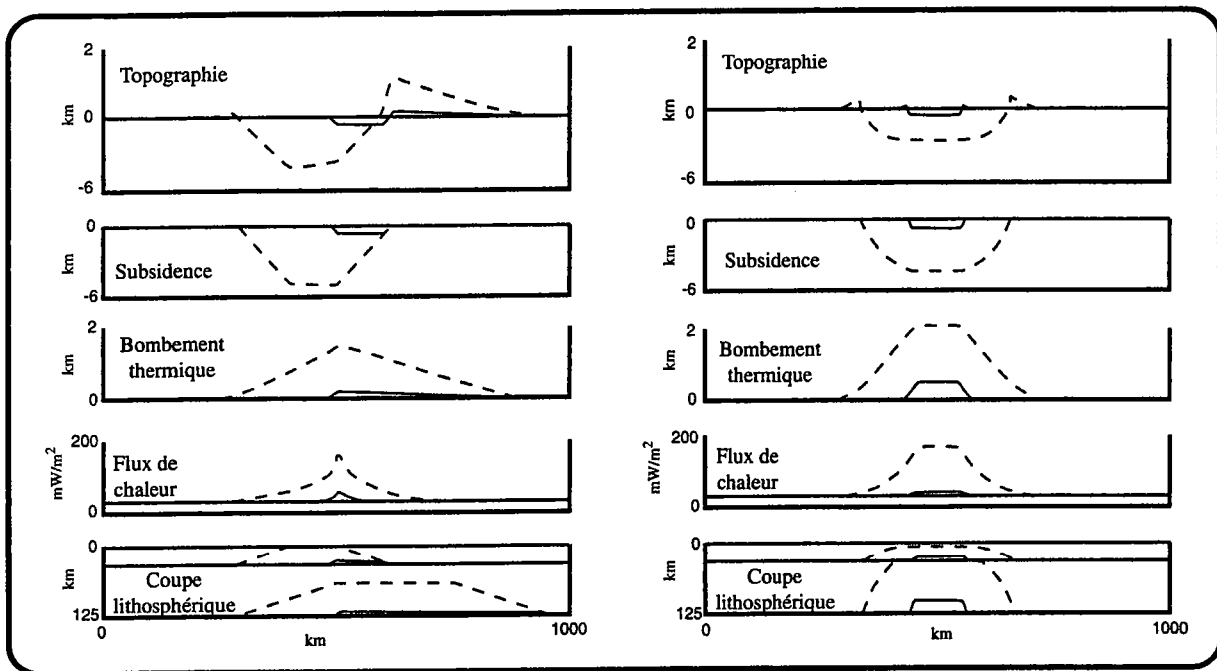 2
Topographie
km
0
-6
0
km
Subsidence
-6
2
Bombement
thermique
km
0
200
mW/m²
Flux de
chaleur
0
0
km
Coupe
lithosphérique
125
0
km
1000
2
Topographie
km
0
-6
0
km
Subsidence
-6
2
Bombement
thermique
km
0
200
mW/m²
Flux de
chaleur
0
0
km
Coupe
lithosphérique
125
0
km
1000